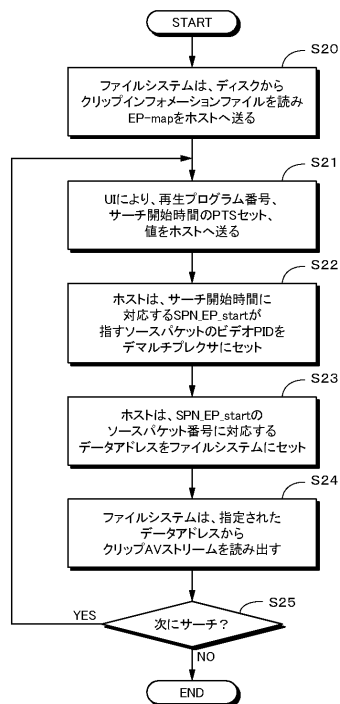 START
S20
ファイルシステムは、ディスクから
クリップインフォメーションファイルを読み
EP-mapをホストへ送る
S21
UIにより、再生プログラム番号、
サーチ開始時間のPTSセット、
値をホストへ送る
S22
ホストは、サーチ開始時間に
対応するSPN_EP_startが
指すソースパケットのビデオPIDを
デマルチプレクサにセット
S23
ホストは、SPN_EP_startの
ソースパケット番号に対応する
データアドレスをファイルシステムにセット
S24
ファイルシステムは、指定された
データアドレスから
クリップAVストリームを読み出す
S25
YES
次にサーチ？
NO
END